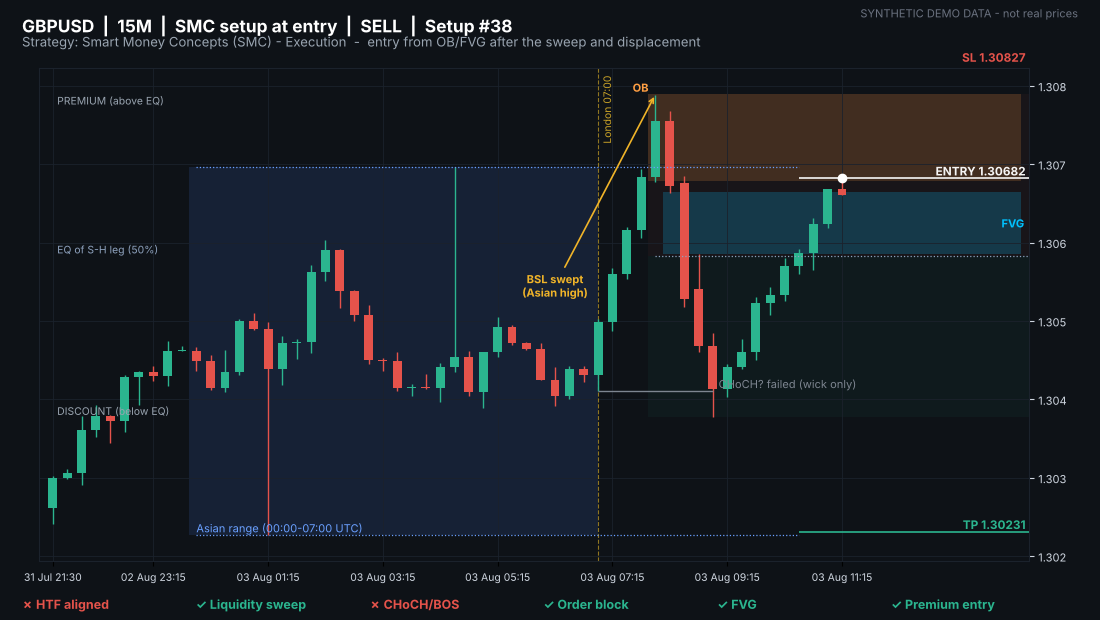 GBPUSD | 15M | SMC setup at entry | SELL | Setup #38
SYNTHETIC DEMO DATA - not real prices
Strategy: Smart Money Concepts (SMC) - Execution - entry from OB/FVG after the sweep and displacement
SL 1.30827
PREMIUM (above EQ)
London 07:00
OB
1.308
1.307
ENTRY 1.30682
FVG
EQ of S-H leg (50%)
1.306
BSL swept
(Asian high)
1.305
CHoCH? failed (wick only)
1.304
DISCOUNT (below EQ)
1.303
Asian range (00:00-07:00 UTC)
TP 1.30231
1.302
31 Jul 21:30
02 Aug 23:15
03 Aug 01:15
03 Aug 03:15
03 Aug 05:15
03 Aug 07:15
03 Aug 09:15
03 Aug 11:15
× HTF aligned
✓ Liquidity sweep
× CHoCH/BOS
✓ Order block
✓ FVG
✓ Premium entry